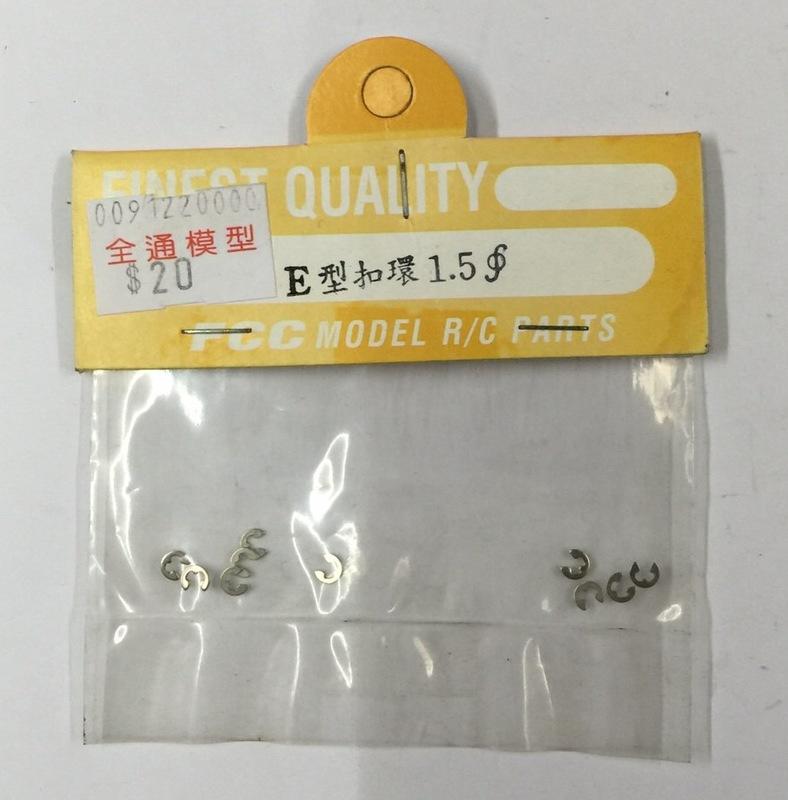 FINEST QUALITY
0091220000
全通模型
$20
E型扣環1.5∮
FCC MODEL R/C PARTS